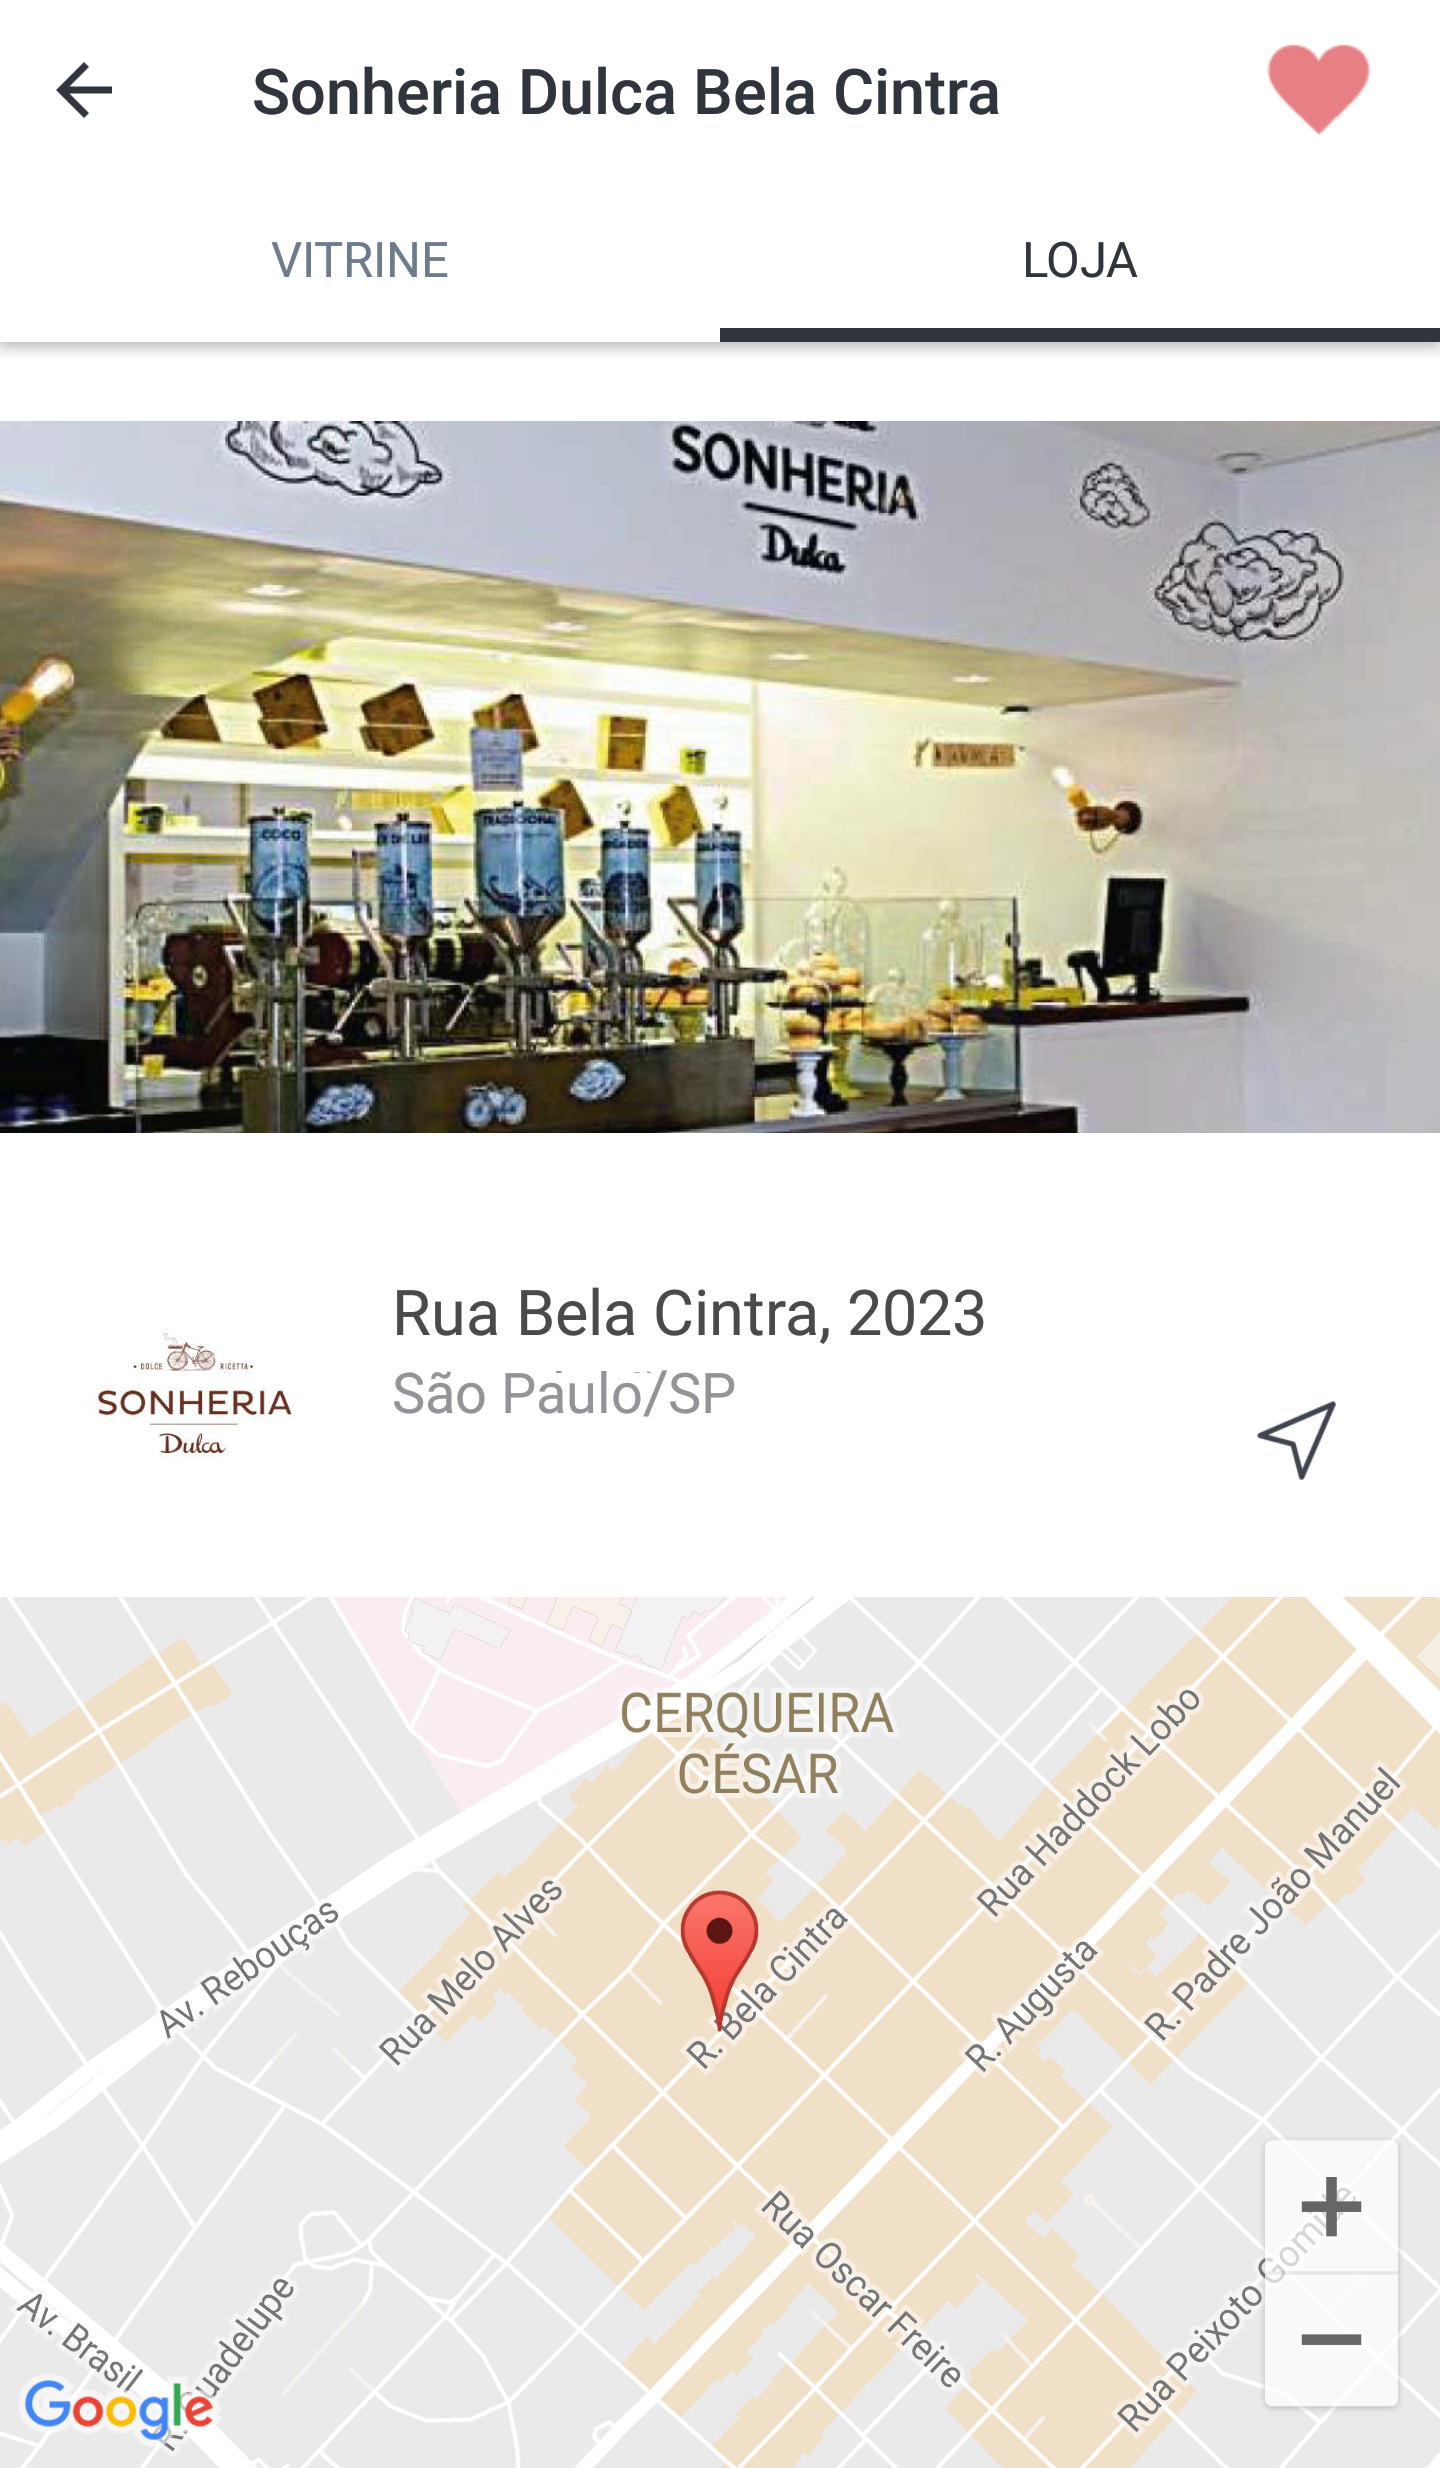 Sonheria Dulca Bela Cintra
VITRINE
LOJA
SONHERIA
Dulca
COCO
TRADICIONAL
Rua Bela Cintra, 2023
São Paulo/SP
• DOLCE RICETTA •
SONHERIA
Dulca
CERQUEIRA
CÉSAR
Rua Haddock Lobo
R. Padre João Manuel
Av. Rebouças
Rua Melo Alves
R. Bela Cintra
R. Augusta
Rua Oscar Freire
Rua Peixoto Gomide
Av. Brasil
R. Guadelupe
Google